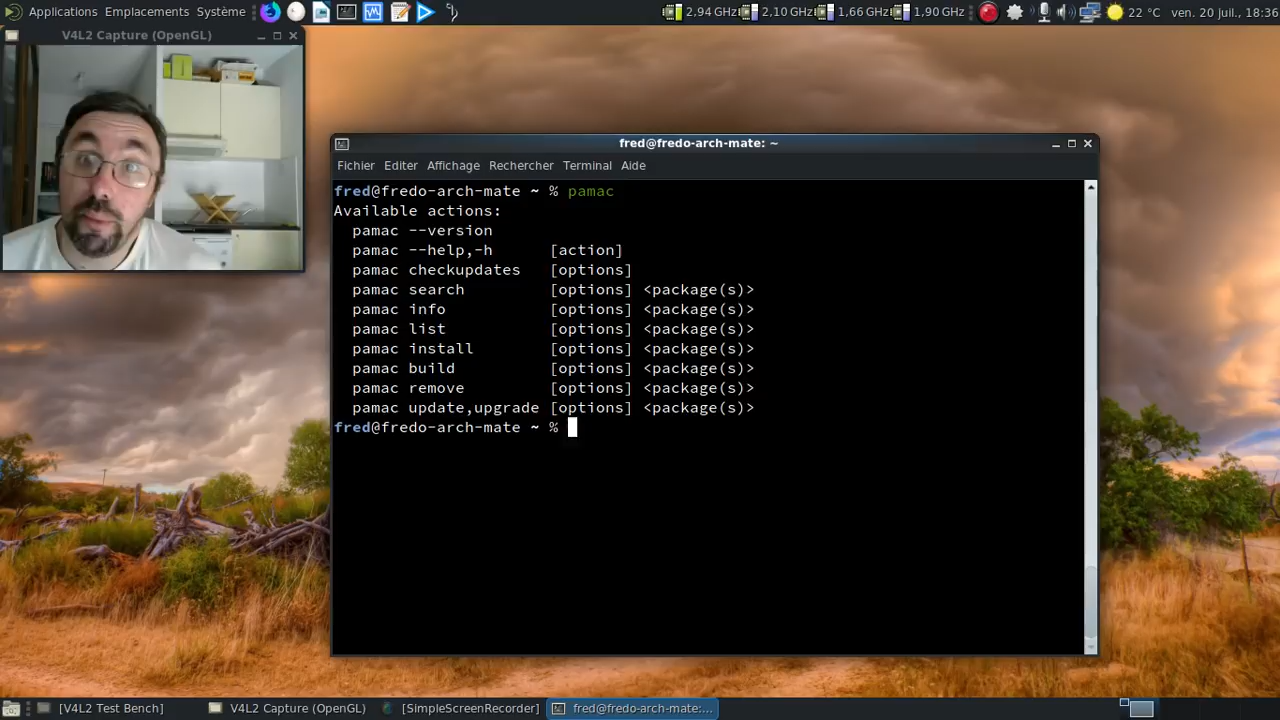 Applications Emplacements Système 2,94 GHz 2,10 GHz 1,66 GHz 1,90 GHz 22 °C ven. 20 juil., 18:36
V4L2 Capture (OpenGL)
fred@fredo-arch-mate: ~
Fichier Editer Affichage Rechercher Terminal Aide
fred@fredo-arch-mate ~ % pamac
Available actions:
pamac --version
pamac --help,-h [action]
pamac checkupdates [options]
pamac search [options] <package(s)>
pamac info [options] <package(s)>
pamac list [options] <package(s)>
pamac install [options] <package(s)>
pamac build [options] <package(s)>
pamac remove [options] <package(s)>
pamac update,upgrade [options] <package(s)>
fred@fredo-arch-mate ~ %
[V4L2 Test Bench] V4L2 Capture (OpenGL) [SimpleScreenRecorder] fred@fredo-arch-mate:...